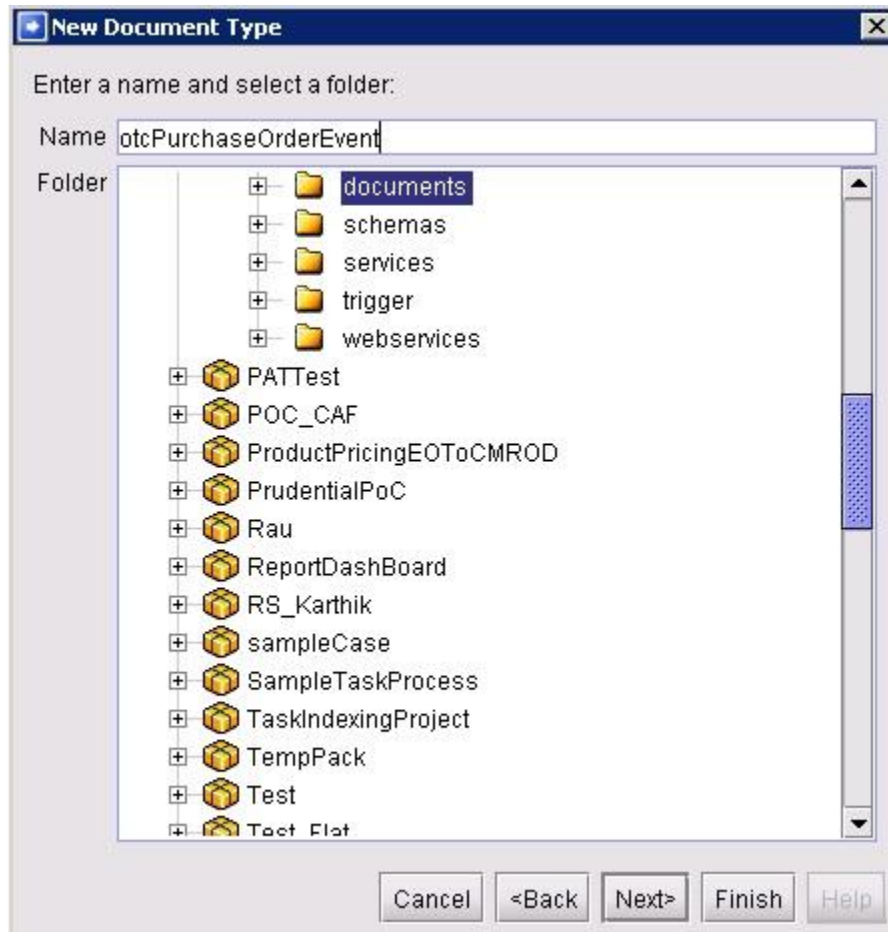 New Document Type
Enter a name and select a folder:
Name otcPurchaseOrderEvent
Folder
documents
schemas
services
trigger
webservices
PATTest
POC_CAF
ProductPricingEOToCMROD
PrudentialPoC
Rau
ReportDashBoard
RS_Karthik
sampleCase
SampleTaskProcess
TaskIndexingProject
TempPack
Test
Test_Flat
Cancel <Back Next> Finish Help